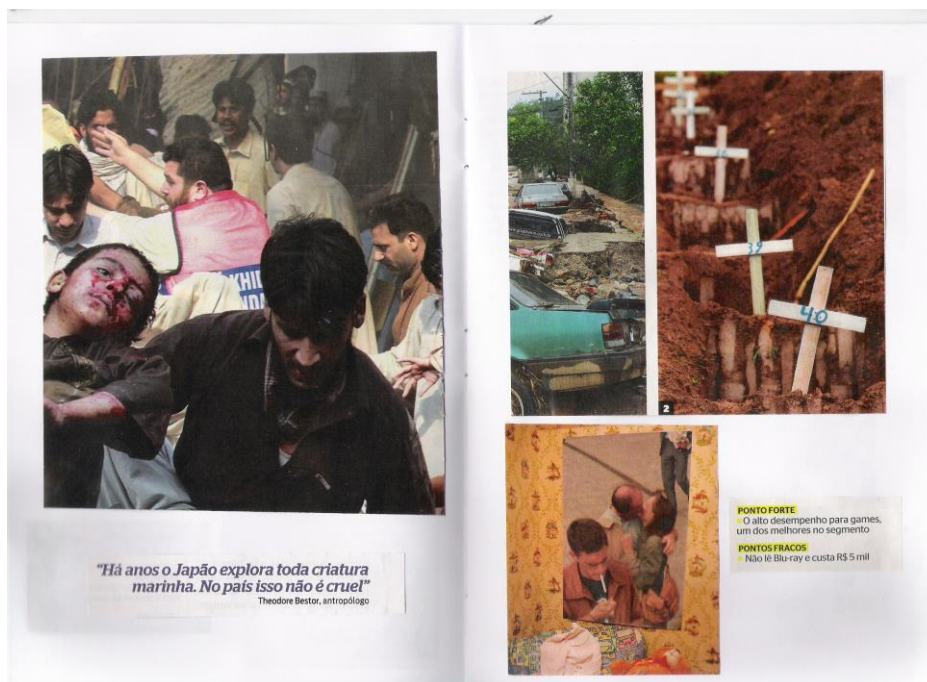 KHID
NDA
"Há anos o Japão explora toda criatura
marinha. No país isso não é cruel"
Theodore Bestor, antropólogo
39
40
2
PONTO FORTE
O alto desempenho para games,
um dos melhores no segmento
PONTOS FRACOS
Não lê Blu-ray e custa R$ 5 mil